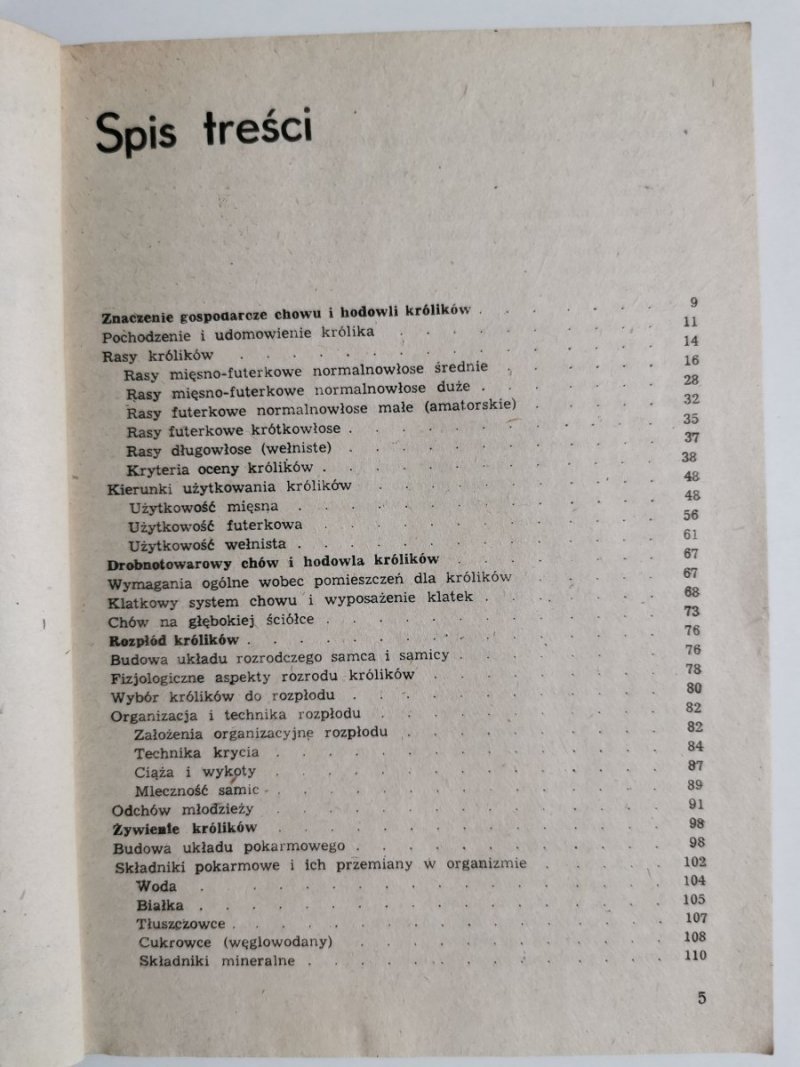 Spis treści
Znaczenie gospodarcze chowu i hodowli królików . . . . . . . 9
Pochodzenie i udomowienie królika . . . . . . . . . . 11
Rasy królików . . . . . . . . . . . . . . 14
Rasy mięsno-futerkowe normalnowłose średnie . . . . . . . 16
Rasy mięsno-futerkowe normalnowłose duże . . . . . . . 28
Rasy futerkowe normalnowłose małe (amatorskie) . . . . . 32
Rasy futerkowe krótkowłose . . . . . . . . . . . 35
Rasy długowłose (wełniste) . . . . . . . . . . . 37
Kryteria oceny królików . . . . . . . . . . . . 38
Kierunki użytkowania królików . . . . . . . . . . 48
Użytkowość mięsna . . . . . . . . . . . . . 48
Użytkowość futerkowa . . . . . . . . . . . . 56
Użytkowość wełnista . . . . . . . . . . . . . 61
Drobnotowarowy chów i hodowla królików . . . . . . . . 67
Wymagania ogólne wobec pomieszczeń dla królików . . . . . 67
Klatkowy system chowu i wyposażenie klatek . . . . . . . 68
Chów na głębokiej ściółce . . . . . . . . . . . . 73
Rozpłód królików . . . . . . . . . . . . . . . 76
Budowa układu rozrodczego samca i samicy . . . . . . . . 76
Fizjologiczne aspekty rozrodu królików . . . . . . . . . 78
Wybór królików do rozpłodu . . . . . . . . . . . . 80
Organizacja i technika rozpłodu . . . . . . . . . . . 82
Założenia organizacyjne rozpłodu . . . . . . . . . . 82
Technika krycia . . . . . . . . . . . . . . 84
Ciąża i wykoty . . . . . . . . . . . . . . 87
Mleczność samic . . . . . . . . . . . . . . 89
Odchów młodzieży . . . . . . . . . . . . . . 91
Żywienie królików . . . . . . . . . . . . . . 98
Budowa układu pokarmowego . . . . . . . . . . . . 98
Składniki pokarmowe i ich przemiany w organizmie . . . . . 102
Woda . . . . . . . . . . . . . . . . 104
Białka . . . . . . . . . . . . . . . . 105
Tłuszczowce . . . . . . . . . . . . . . . 107
Cukrowce (węglowodany) . . . . . . . . . . . 108
Składniki mineralne . . . . . . . . . . . . . 110
5